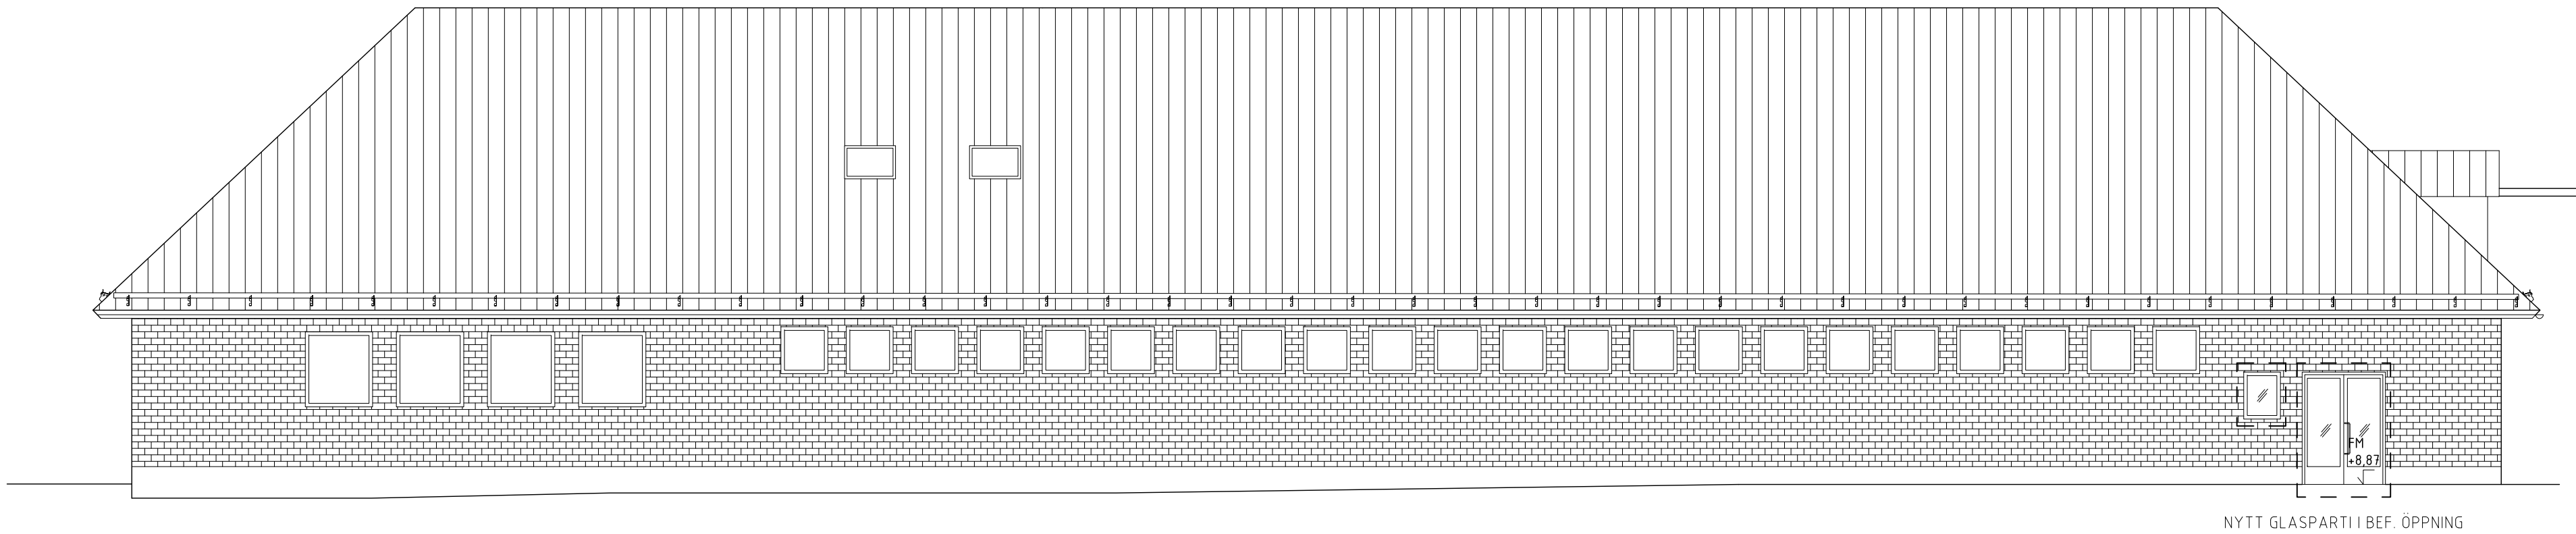 FM
+8,87
NYTT GLASPARTI I BEF. ÖPPNING